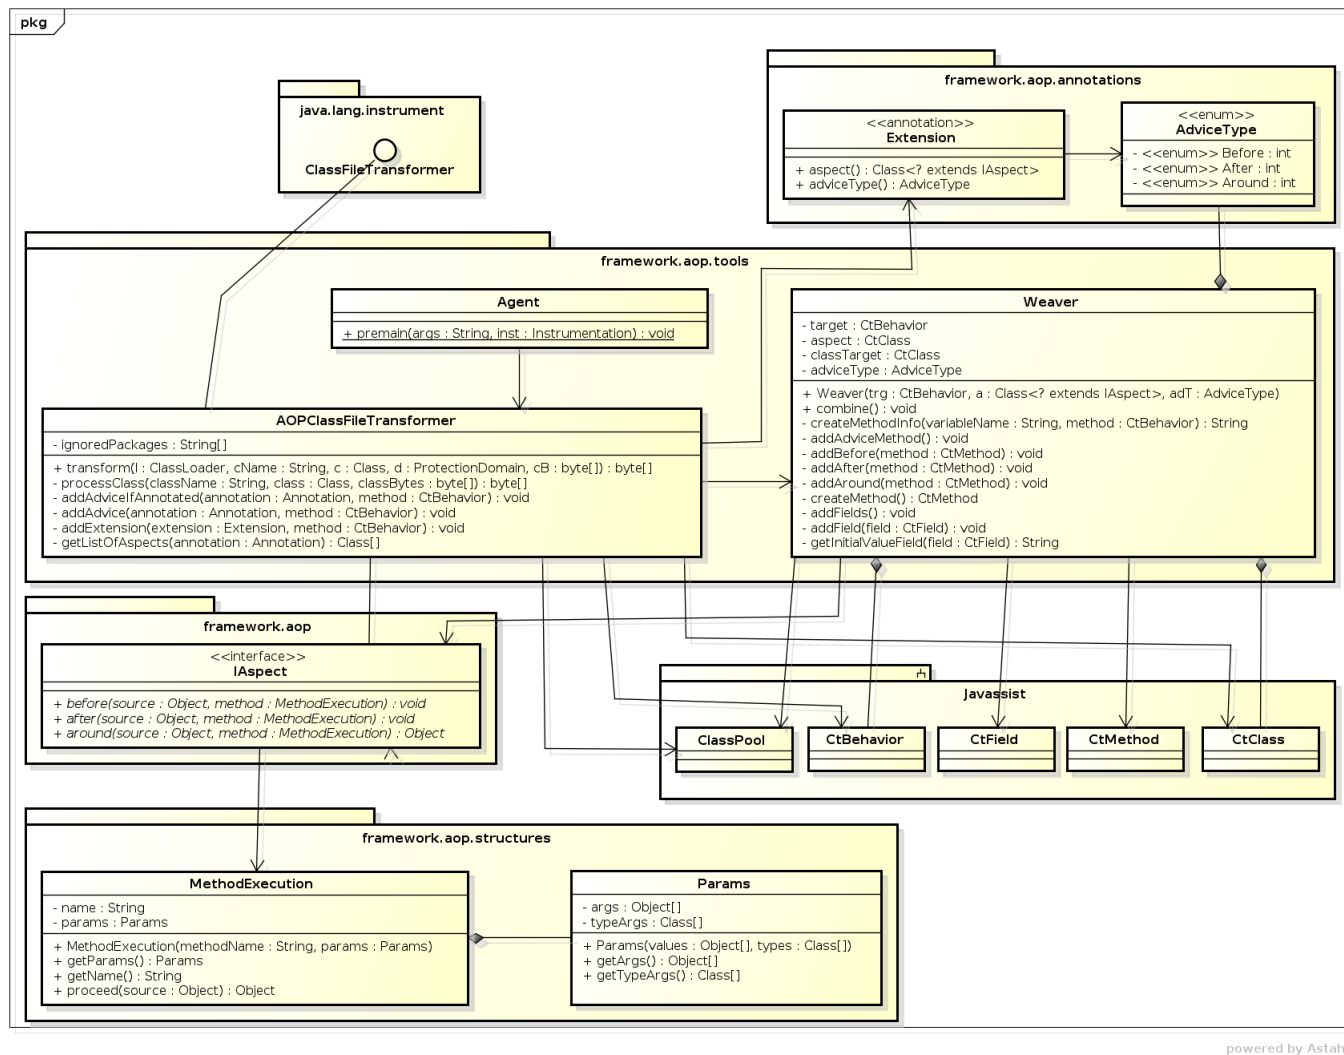 pkg
java.lang.instrument
ClassFileTransformer
framework.aop.annotations
<<annotation>>
Extension
+ aspect() : Class<? extends IAspect>
+ adviceType() : AdviceType
<<enum>>
AdviceType
- <<enum>> Before : int
- <<enum>> After : int
- <<enum>> Around : int
framework.aop.tools
Agent
+ premain(args : String, inst : Instrumentation) : void
AOPClassFileTransformer
- ignoredPackages : String[]
+ transform(l : ClassLoader, cName : String, c : Class, d : ProtectionDomain, cB : byte[]) : byte[]
- processClass(className : String, class : Class, classBytes : byte[]) : byte[]
- addAdviceIfAnnotated(annotation : Annotation, method : CtBehavior) : void
- addAdvice(annotation : Annotation, method : CtBehavior) : void
- addExtension(extension : Extension, method : CtBehavior) : void
- getListOfAspects(annotation : Annotation) : Class[]
Weaver
- target : CtBehavior
- aspect : CtClass
- classTarget : CtClass
- adviceType : AdviceType
+ Weaver(trg : CtBehavior, a : Class<? extends IAspect>, adT : AdviceType)
+ combine() : void
- createMethodInfo(variableName : String, method : CtBehavior) : String
- addAdviceMethod() : void
- addBefore(method : CtMethod) : void
- addAfter(method : CtMethod) : void
- addAround(method : CtMethod) : void
- createMethod() : CtMethod
- addFields() : void
- addField(field : CtField) : void
- getInitialValueField(field : CtField) : String
framework.aop
<<interface>>
IAspect
+ before(source : Object, method : MethodExecution) : void
+ after(source : Object, method : MethodExecution) : void
+ around(source : Object, method : MethodExecution) : Object
Javassist
ClassPool
CtBehavior
CtField
CtMethod
CtClass
framework.aop.structures
MethodExecution
- name : String
- params : Params
+ MethodExecution(methodName : String, params : Params)
+ getParams() : Params
+ getName() : String
+ proceed(source : Object) : Object
Params
- args : Object[]
- typeArgs : Class[]
+ Params(values : Object[], types : Class[])
+ getArgs() : Object[]
+ getTypeArgs() : Class[]
powered by Astah